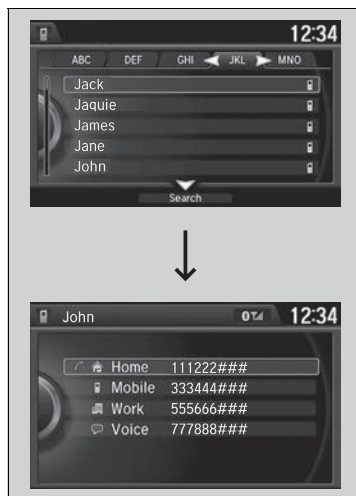 12:34
ABC DEF GHI JKL MNO
Jack
Jaquie
James
Jane
John
Search
John 12:34
Home 111222###
Mobile 333444###
Work 555666###
Voice 777888###